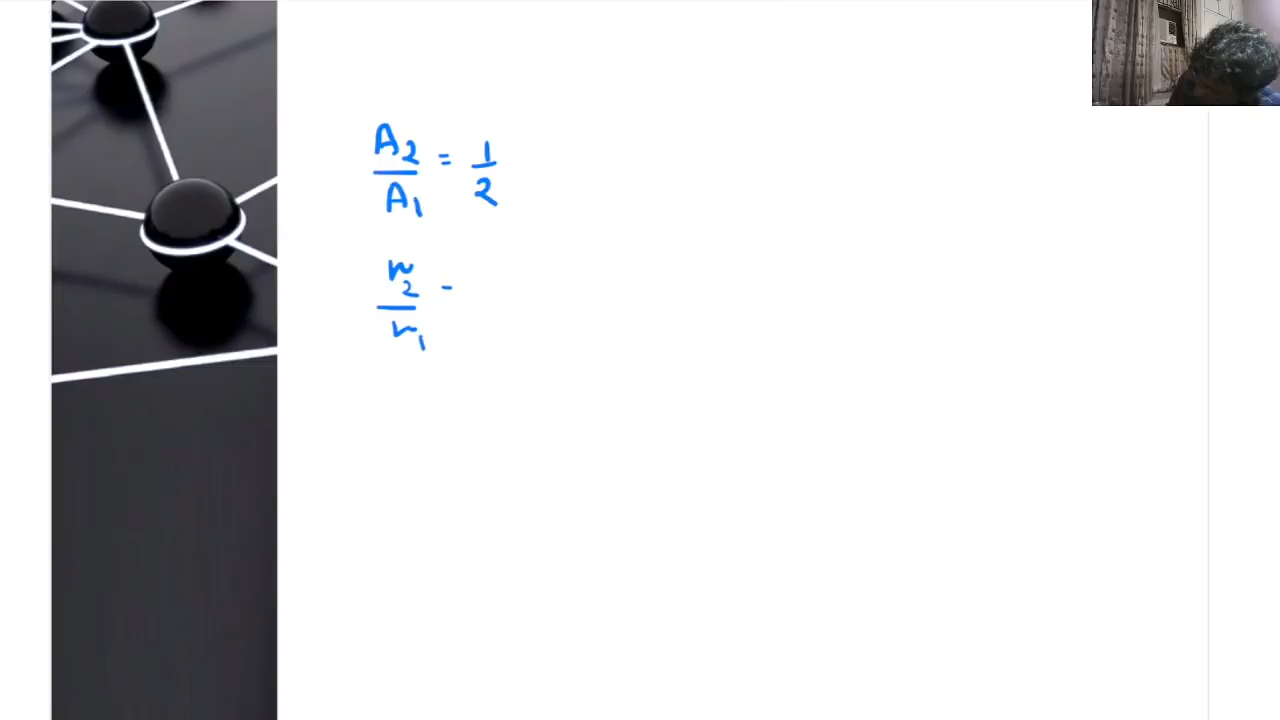 A2/A1 = 1/2
r2/r1 -